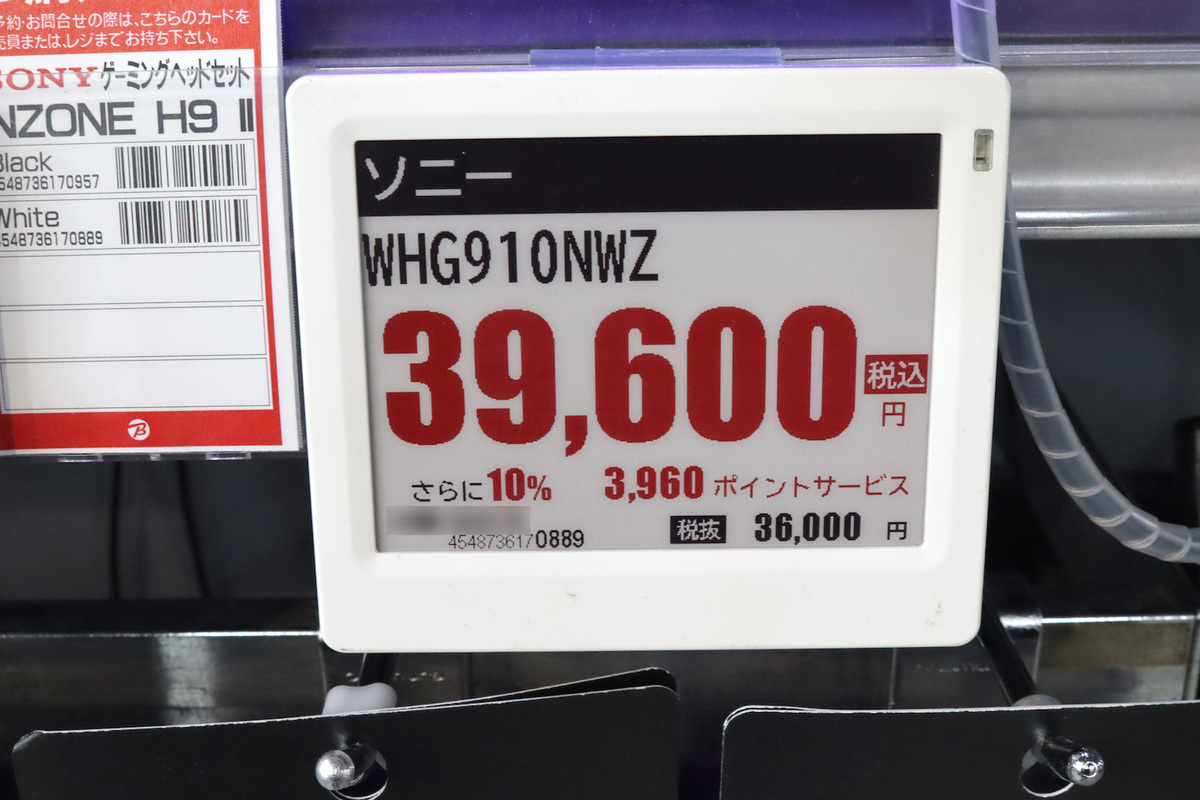 予約・お問合せの際は、こちらのカードを
売員または、レジまでお持ち下さい。
SONY ゲーミングヘッドセット
NZONE H9 II
Black
4548736170957
White
4548736170889
B
ソニー
WHG910NWZ
39,600 税込 円
さらに10% 3,960 ポイントサービス
4548736170889 税抜 36,000 円